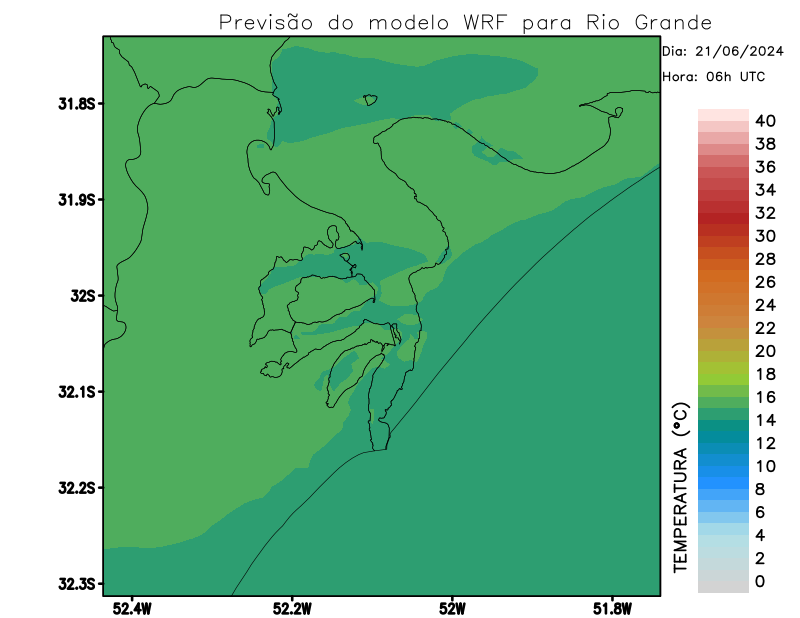 Previsão do modelo WRF para Rio Grande
Dia: 21/06/2024
Hora: 06h UTC
31.8S
31.9S
32S
32.1S
32.2S
32.3S
52.4W
52.2W
52W
51.8W
TEMPERATURA (°C)
40
38
36
34
32
30
28
26
24
22
20
18
16
14
12
10
8
6
4
2
0